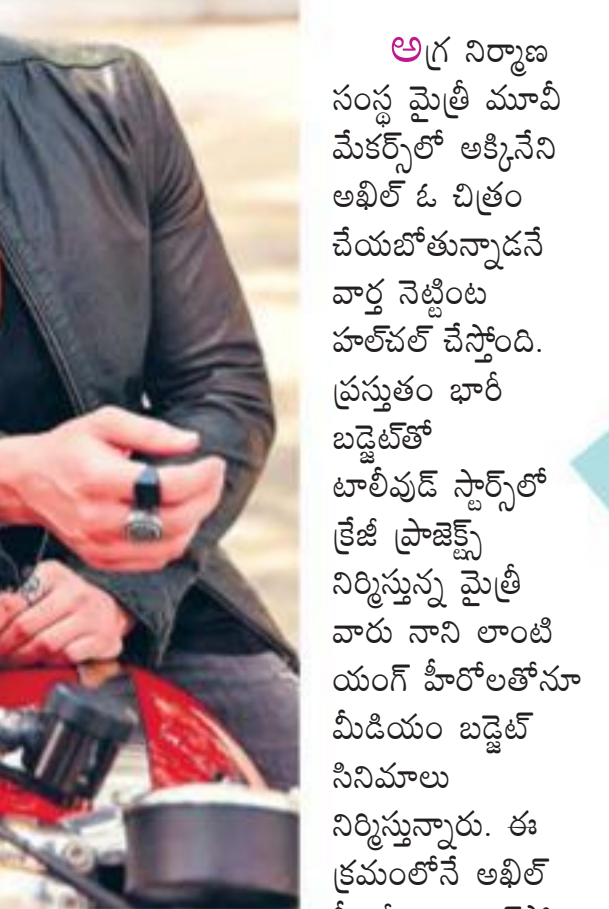 అగ్ర నిర్మాణ
సంస్థ మైత్రీ మూవీ
మేకర్స్‌లో అక్కినేని
అఖిల్ ఓ చిత్రం
చేయబోతున్నాడనే
వార్త నెట్టింట
హల్‌చల్ చేస్తోంది.
ప్రస్తుతం భారీ
బడ్జెట్‌తో
టాలీవుడ్ స్టార్స్‌లో
క్రేజీ ప్రాజెక్ట్స్
నిర్మిస్తున్న మైత్రీ
వారు నాని లాంటి
యంగ్ హీరోలతోనూ
మీడియం బడ్జెట్
సినిమాలు
నిర్మిస్తున్నారు. ఈ
క్రమంలోనే అఖిల్